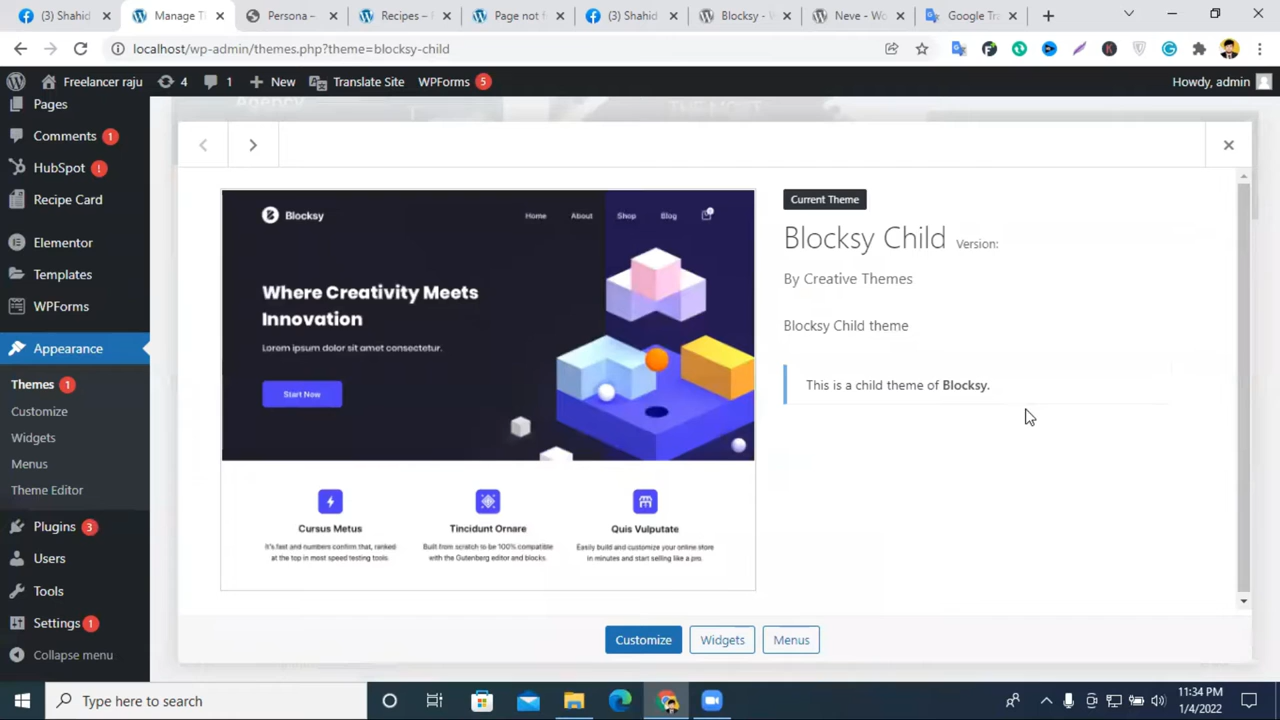 (3) Shahid
Manage T
Persona –
Recipes –
Page not f
(3) Shahid
Blocksy - W
Neve - Wo
Google Tra
localhost/wp-admin/themes.php?theme=blocksy-child
Freelancer raju
4
1
New
Translate Site
WPForms 5
Howdy, admin
Pages
Comments 1
HubSpot !
Recipe Card
Elementor
Templates
WPForms
Appearance
Themes 1
Customize
Widgets
Menus
Theme Editor
Plugins 3
Users
Tools
Settings 1
Collapse menu
Agency
THE MOST
Blocksy
Home
About
Shop
Blog
Where Creativity Meets
Innovation
Lorem ipsum dolor sit amet consectetur.
Start Now
Cursus Metus
Tincidunt Ornare
Quis Vulputate
It's fast and numbers confirm that, ranked
at the top in most speed testing tools.
Built from scratch to be 100% compatible
with the Gutenberg editor and blocks.
Easily build and customize your online store
in minutes and start selling like a pro.
Current Theme
Blocksy Child Version:
By Creative Themes
Blocksy Child theme
This is a child theme of Blocksy.
Customize
Widgets
Menus
Type here to search
11:34 PM
1/4/2022